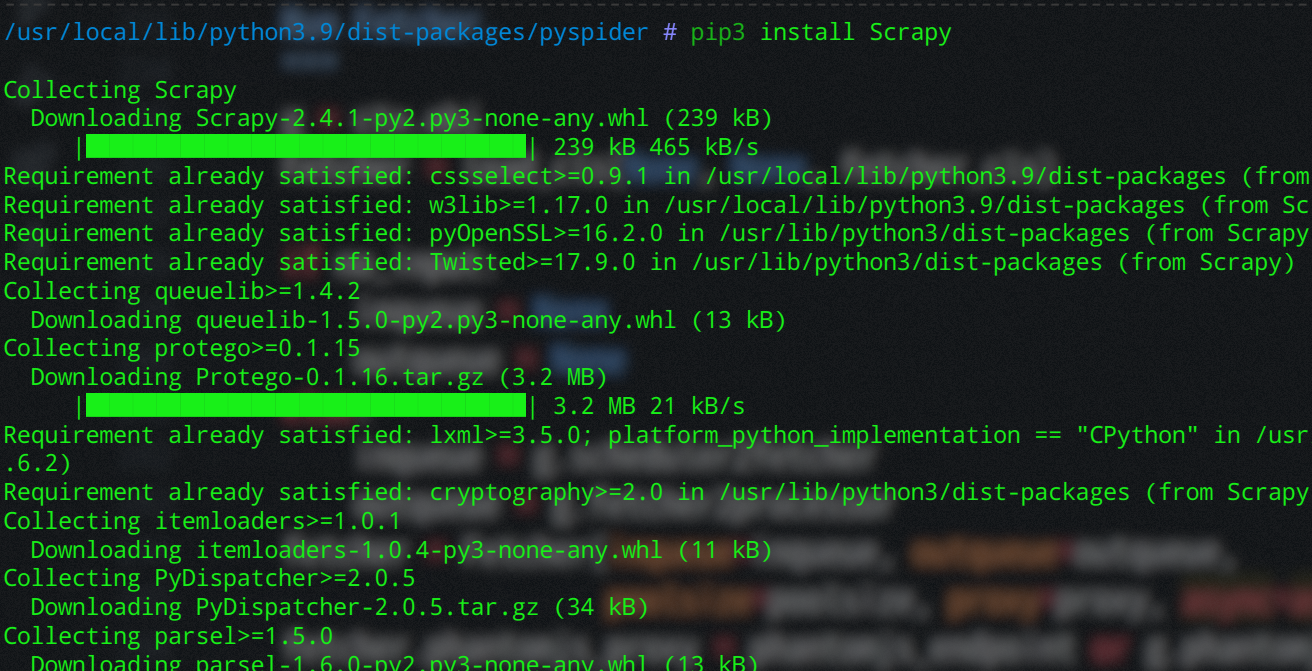 /usr/local/lib/python3.9/dist-packages/pyspider # pip3 install Scrapy
Collecting Scrapy
Downloading Scrapy-2.4.1-py2.py3-none-any.whl (239 kB)
|████████████████████████████████| 239 kB 465 kB/s
Requirement already satisfied: cssselect>=0.9.1 in /usr/local/lib/python3.9/dist-packages (from
Requirement already satisfied: w3lib>=1.17.0 in /usr/local/lib/python3.9/dist-packages (from Sc
Requirement already satisfied: pyOpenSSL>=16.2.0 in /usr/lib/python3/dist-packages (from Scrapy
Requirement already satisfied: Twisted>=17.9.0 in /usr/lib/python3/dist-packages (from Scrapy)
Collecting queuelib>=1.4.2
Downloading queuelib-1.5.0-py2.py3-none-any.whl (13 kB)
Collecting protego>=0.1.15
Downloading Protego-0.1.16.tar.gz (3.2 MB)
|████████████████████████████████| 3.2 MB 21 kB/s
Requirement already satisfied: lxml>=3.5.0; platform_python_implementation == "CPython" in /usr
.6.2)
Requirement already satisfied: cryptography>=2.0 in /usr/lib/python3/dist-packages (from Scrapy
Collecting itemloaders>=1.0.1
Downloading itemloaders-1.0.4-py3-none-any.whl (11 kB)
Collecting PyDispatcher>=2.0.5
Downloading PyDispatcher-2.0.5.tar.gz (34 kB)
Collecting parsel>=1.5.0
Downloading parsel-1.6.0-py2.py3-none-any.whl (13 kB)